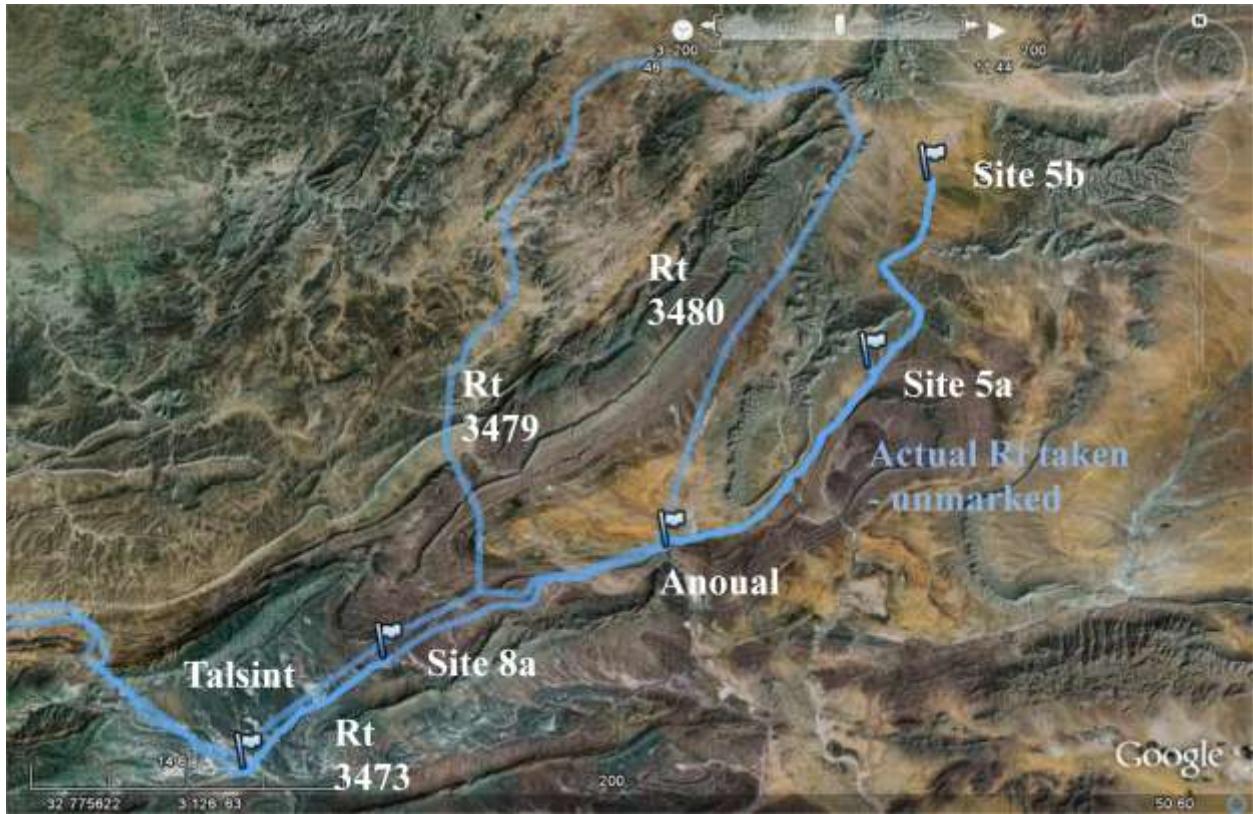 N
Site 5b
Rt
3480
Site 5a
Rt
3479
Actual Rt taken
- unmarked
Anoual
Site 8a
Talsint
Rt
3473
Google
200